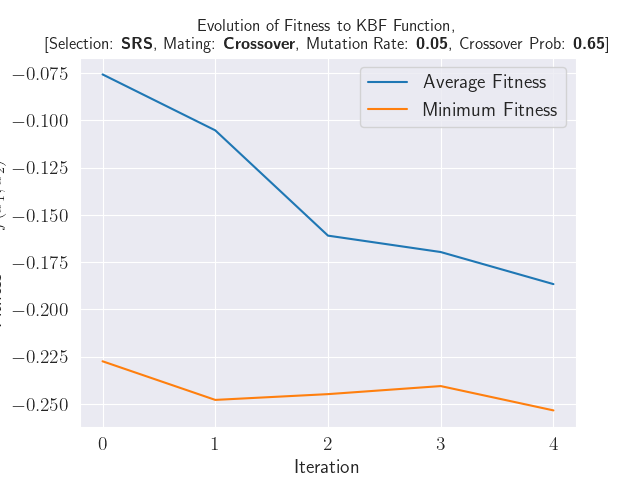 Evolution of Fitness to KBF Function,
[Selection: SRS, Mating: Crossover, Mutation Rate: 0.05, Crossover Prob: 0.65]
Average Fitness
Minimum Fitness
−0.075
−0.100
−0.125
−0.150
−0.175
−0.200
−0.225
−0.250
0 1 2 3 4
Iteration